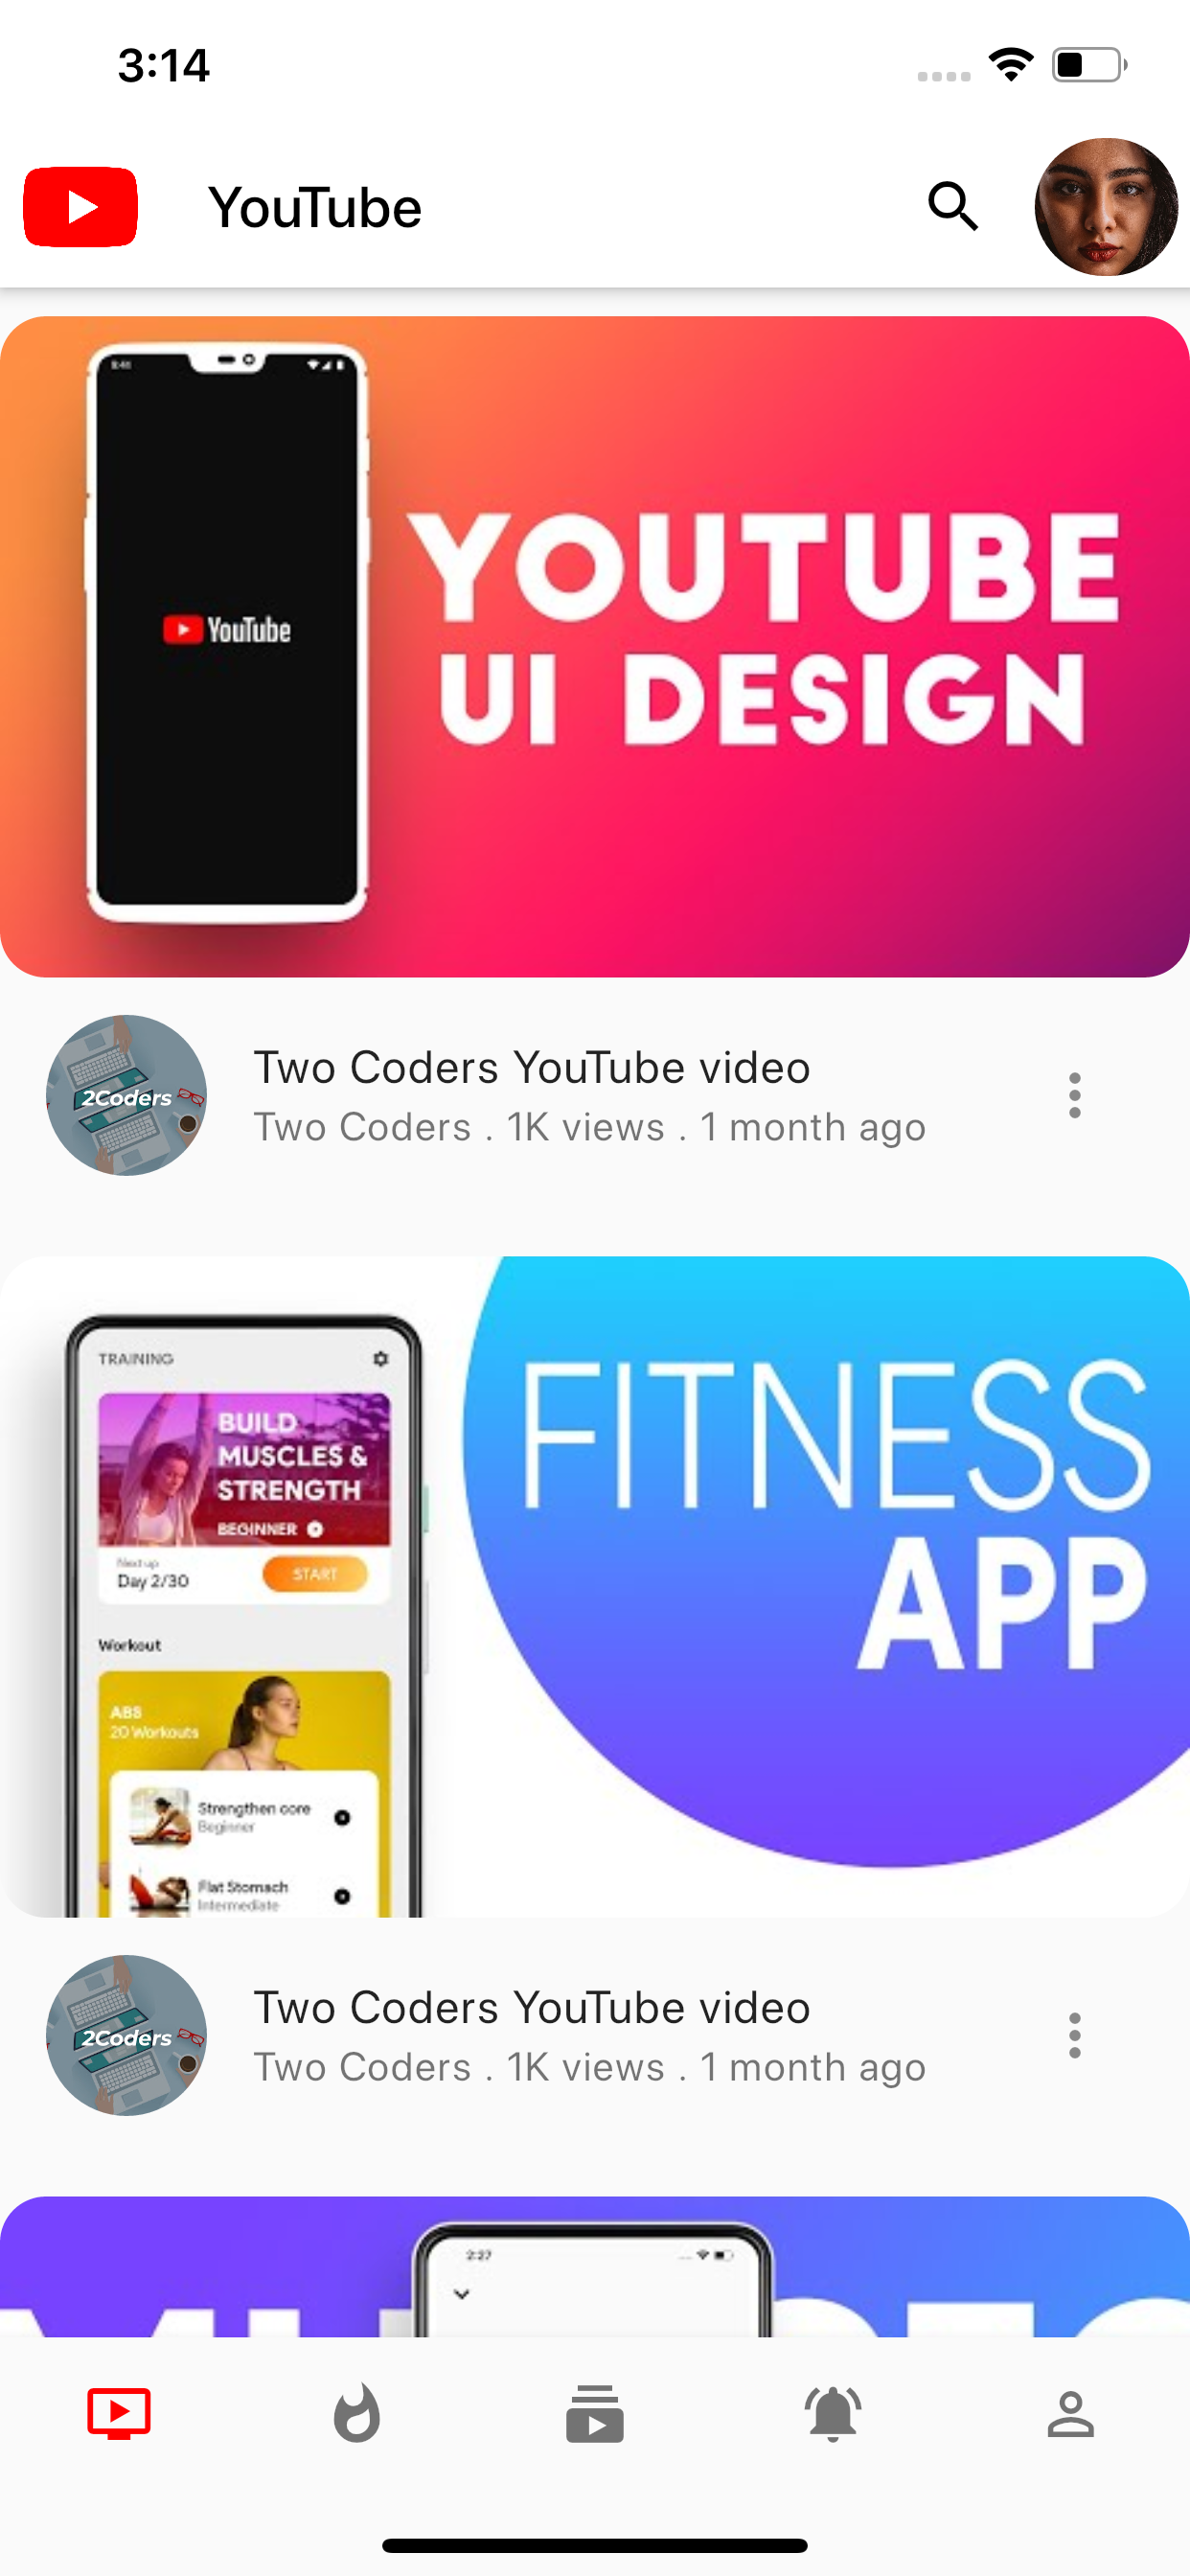 3:14
YouTube
YouTube
YOUTUBE
UI DESIGN
2Coders
Two Coders YouTube video
Two Coders . 1K views . 1 month ago
TRAINING
BUILD
MUSCLES &
STRENGTH
BEGINNER
Next up
Day 2/30
START
Workout
ABS
20 Workouts
Strengthen core
Beginner
Flat Stomach
Intermediate
FITNESS
APP
2Coders
Two Coders YouTube video
Two Coders . 1K views . 1 month ago
2:27